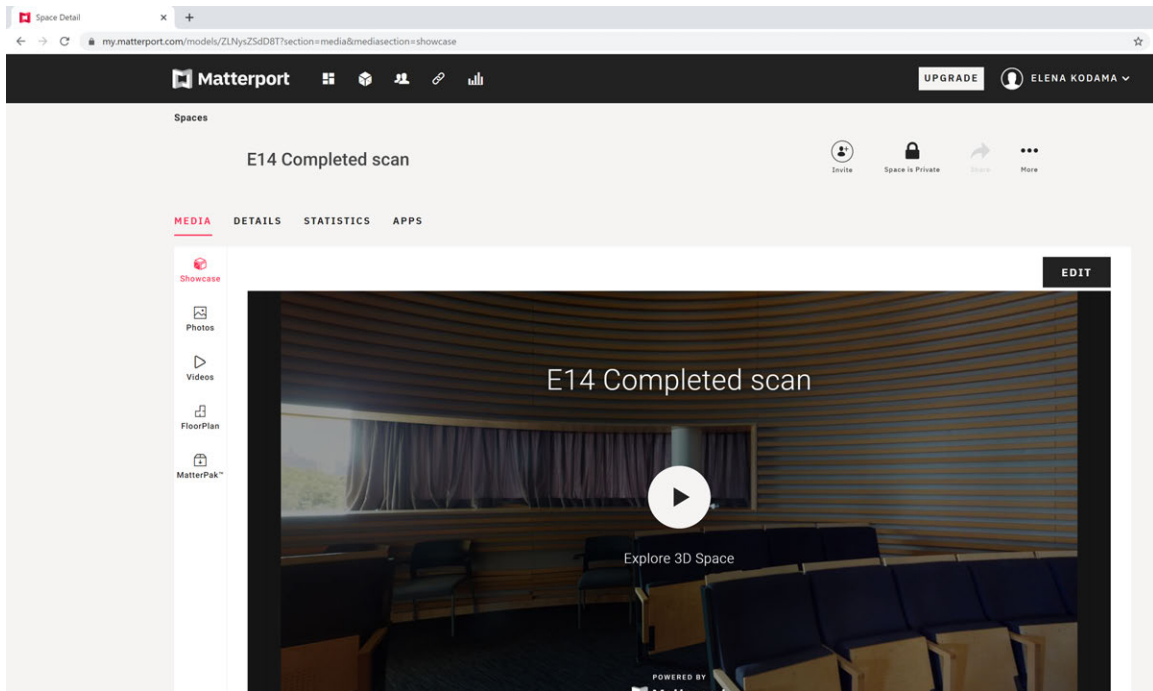 Space Detail
my.matterport.com/models/ZLNysZSdD8T?section=media&mediasection=showcase
Matterport
UPGRADE
ELENA KODAMA
Spaces
E14 Completed scan
Invite
Space is Private
Share
More
MEDIA DETAILS STATISTICS APPS
Showcase
EDIT
Photos
Videos
FloorPlan
MatterPak™
E14 Completed scan
Explore 3D Space
POWERED BY